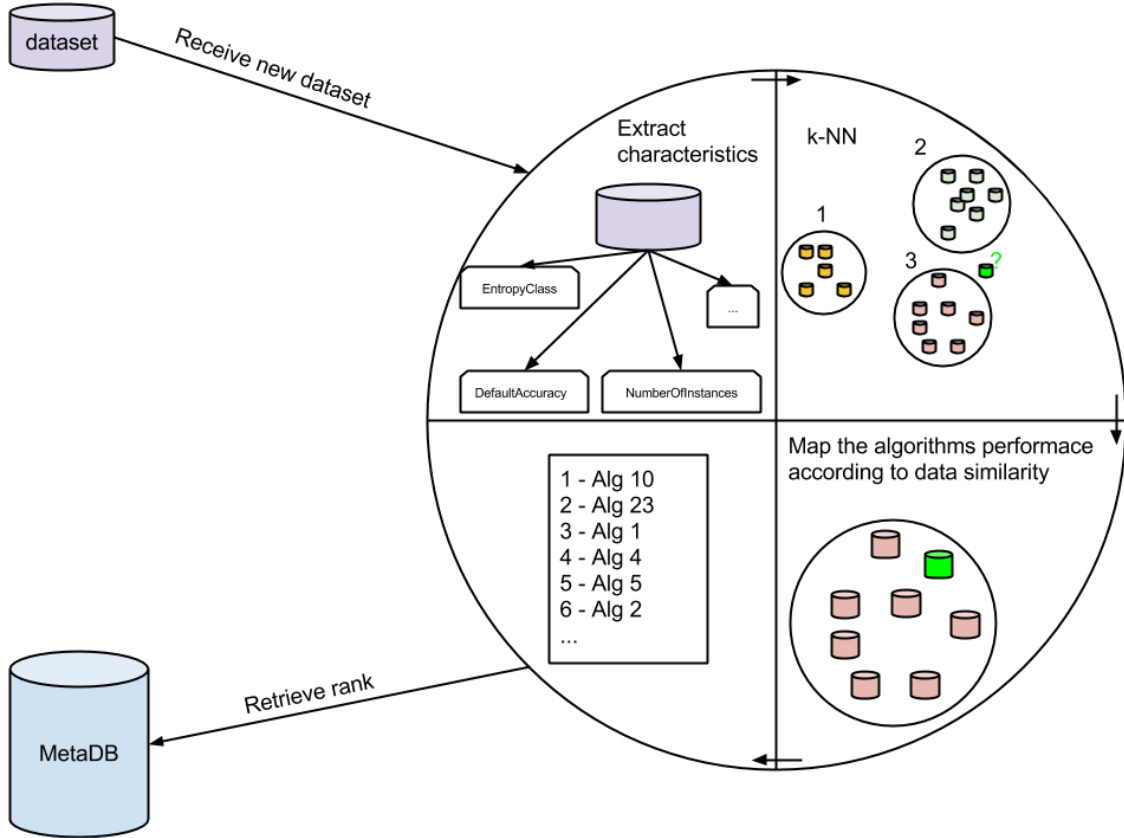 dataset
Receive new dataset
Extract
characteristics
EntropyClass
...
DefaultAccuracy
NumberOfInstances
k-NN
1
2
3
?
Map the algorithms performace
according to data similarity
1 - Alg 10
2 - Alg 23
3 - Alg 1
4 - Alg 4
5 - Alg 5
6 - Alg 2
...
Retrieve rank
MetaDB